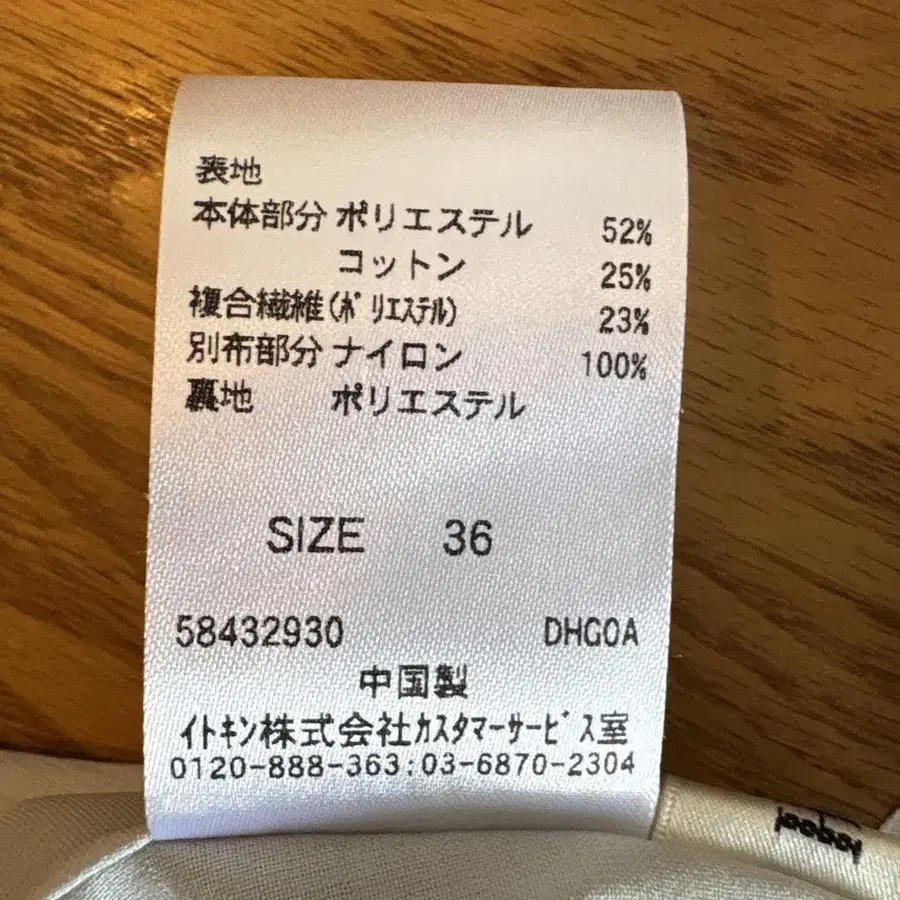 表地
本体部分 ポリエステル 52%
コットン 25%
複合繊維(ポリエステル) 23%
別布部分 ナイロン 100%
裏地 ポリエステル
SIZE 36
58432930 DHGOA
中国製
イトキン株式会社カスタマーサービス室
0120-888-363:03-6870-2304